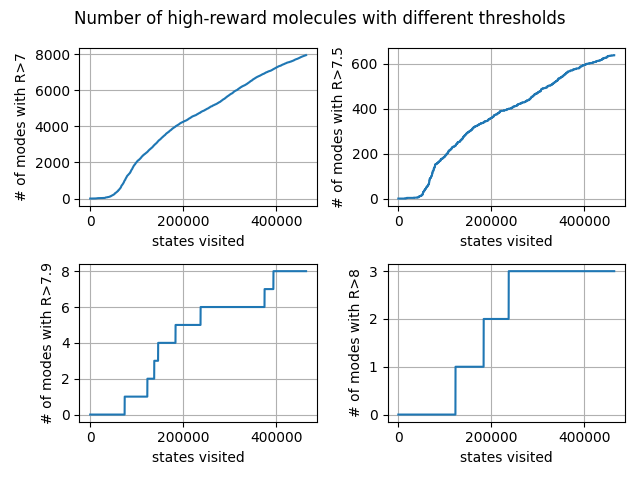 Number of high-reward molecules with different thresholds
# of modes with R>7
8000
6000
4000
2000
0
0 200000 400000
states visited
# of modes with R>7.5
600
400
200
0
0 200000 400000
states visited
# of modes with R>7.9
8
6
4
2
0
0 200000 400000
states visited
# of modes with R>8
3
2
1
0
0 200000 400000
states visited